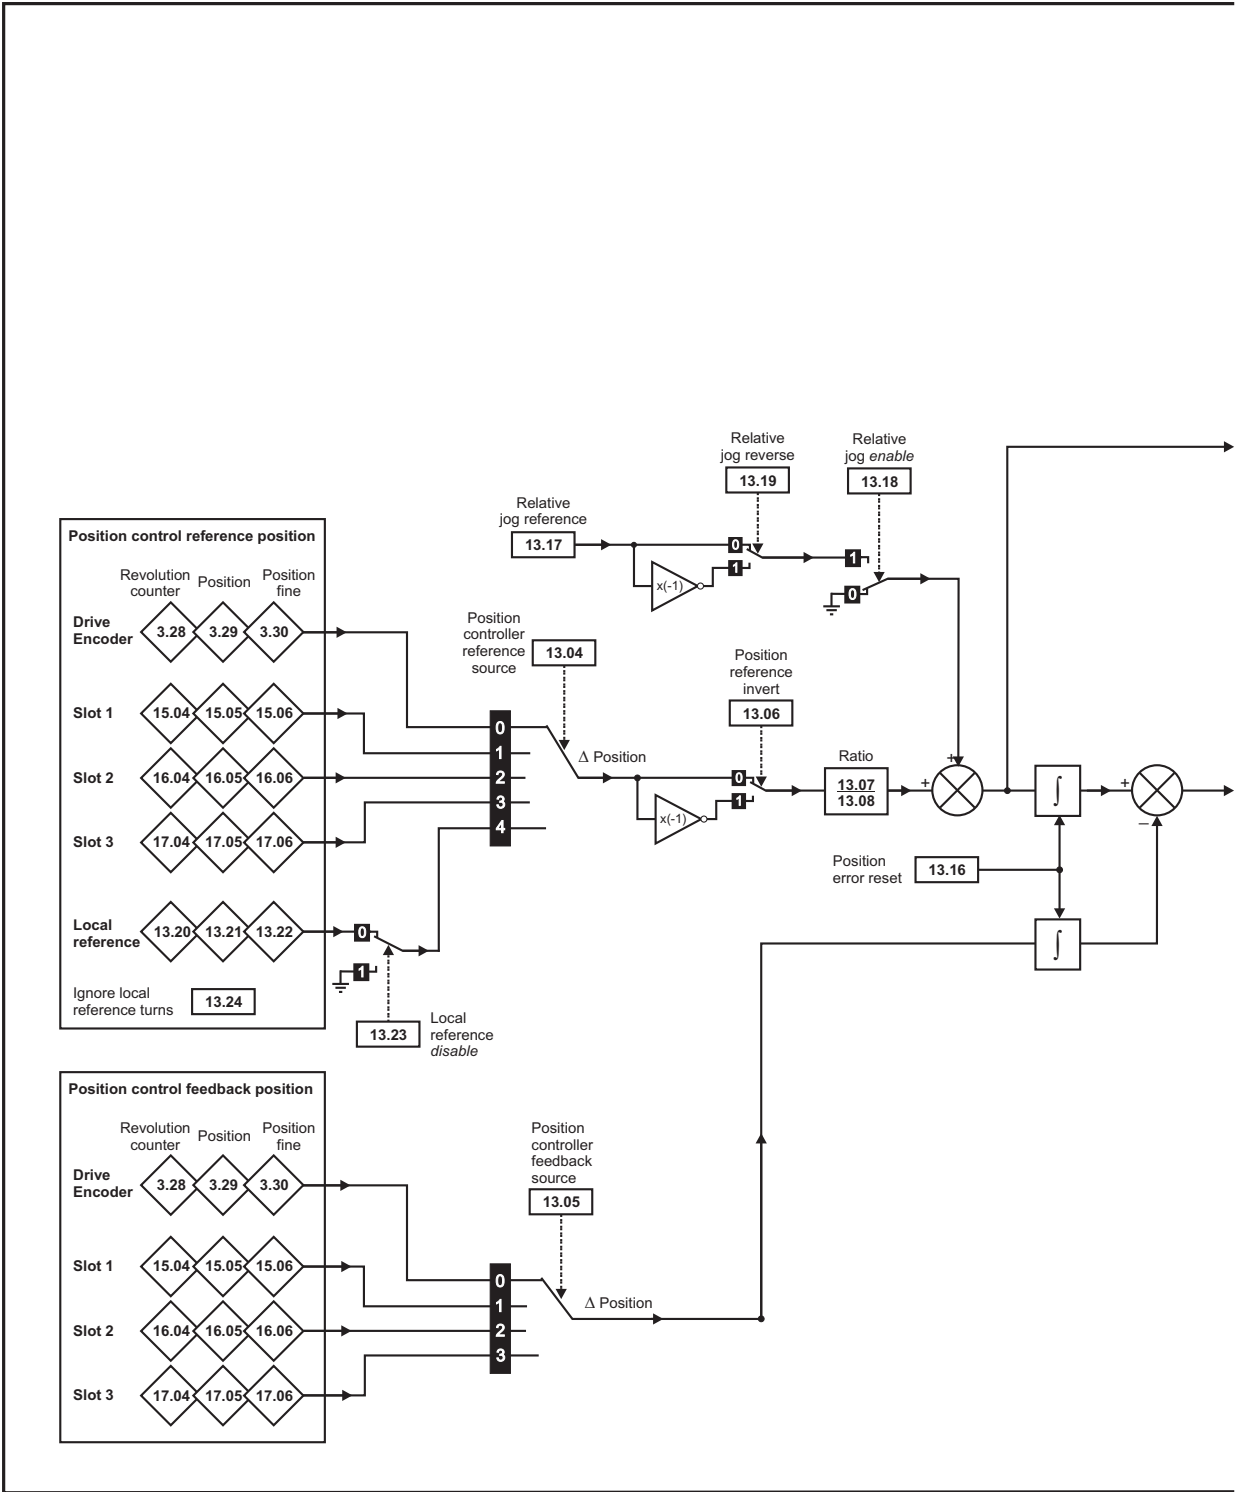 Relative
jog reverse
13.19
Relative
jog enable
13.18
Relative
jog reference
13.17
0
1
x(-1)
1
0
Position control reference position
Revolution
counter
Position
Position
fine
Drive
Encoder
3.28
3.29
3.30
Slot 1
15.04
15.05
15.06
Slot 2
16.04
16.05
16.06
Slot 3
17.04
17.05
17.06
Local
reference
13.20
13.21
13.22
Ignore local
reference turns
13.24
0
1
13.23
Local
reference
disable
Position
controller
reference
source
13.04
0
1
2
3
4
Δ Position
Position
reference
invert
13.06
0
1
x(-1)
Ratio
13.07
13.08
+
+
∫
+
−
Position
error reset
13.16
∫
Position control feedback position
Revolution
counter
Position
Position
fine
Drive
Encoder
3.28
3.29
3.30
Slot 1
15.04
15.05
15.06
Slot 2
16.04
16.05
16.06
Slot 3
17.04
17.05
17.06
Position
controller
feedback
source
13.05
0
1
2
3
Δ Position